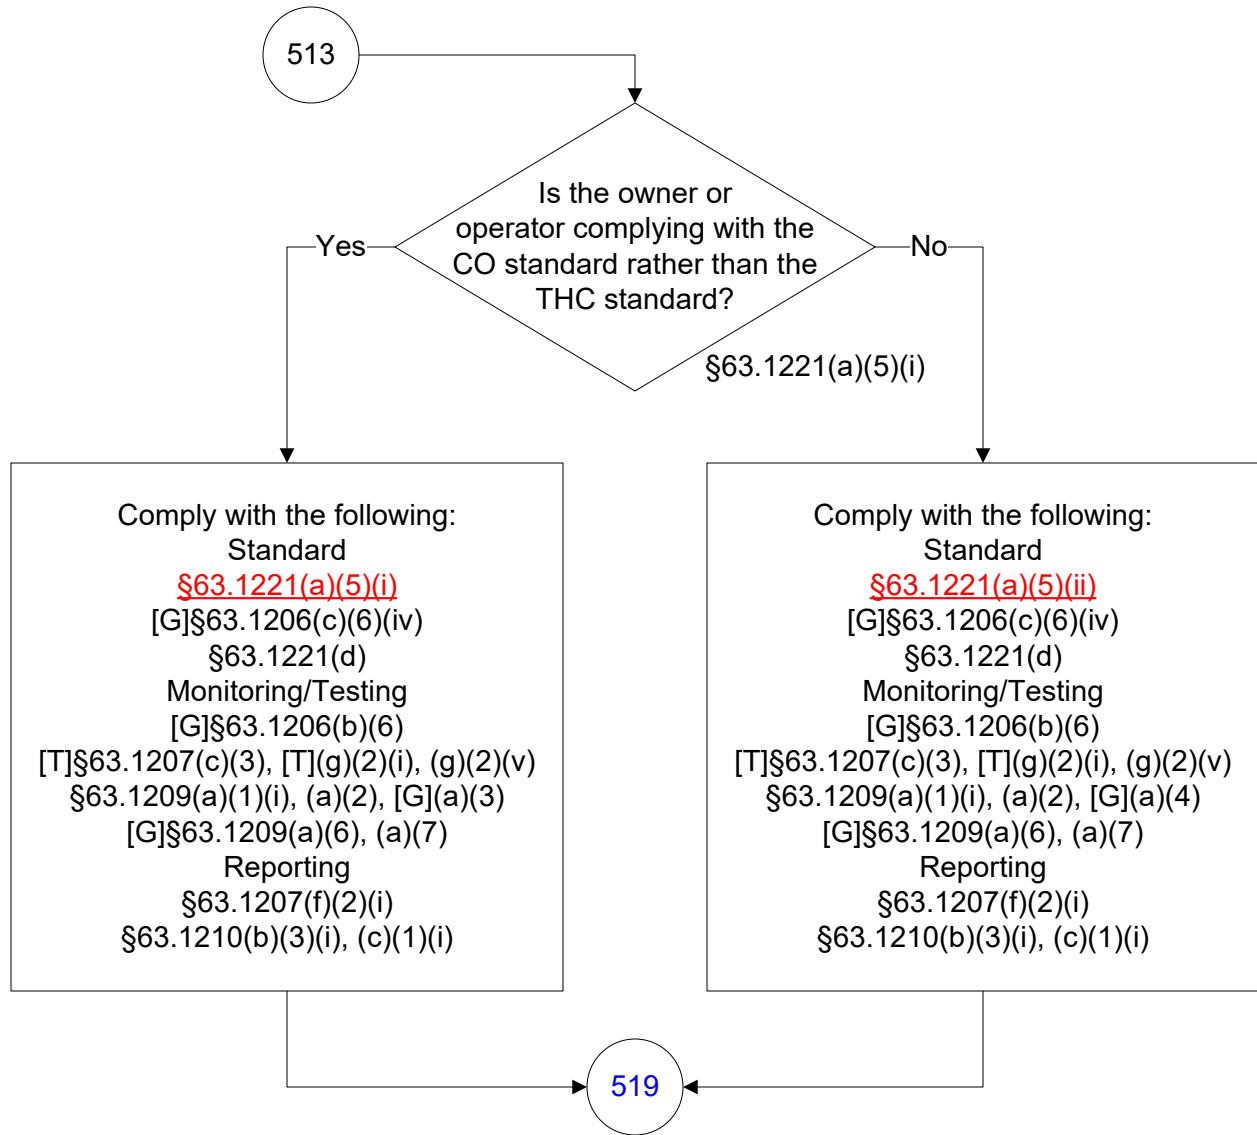 513
Is the owner or
operator complying with the
CO standard rather than the
THC standard?
Yes
No
§63.1221(a)(5)(i)
Comply with the following:
Standard
§63.1221(a)(5)(i)
[G]§63.1206(c)(6)(iv)
§63.1221(d)
Monitoring/Testing
[G]§63.1206(b)(6)
[T]§63.1207(c)(3), [T](g)(2)(i), (g)(2)(v)
§63.1209(a)(1)(i), (a)(2), [G](a)(3)
[G]§63.1209(a)(6), (a)(7)
Reporting
§63.1207(f)(2)(i)
§63.1210(b)(3)(i), (c)(1)(i)
Comply with the following:
Standard
§63.1221(a)(5)(ii)
[G]§63.1206(c)(6)(iv)
§63.1221(d)
Monitoring/Testing
[G]§63.1206(b)(6)
[T]§63.1207(c)(3), [T](g)(2)(i), (g)(2)(v)
§63.1209(a)(1)(i), (a)(2), [G](a)(4)
[G]§63.1209(a)(6), (a)(7)
Reporting
§63.1207(f)(2)(i)
§63.1210(b)(3)(i), (c)(1)(i)
519